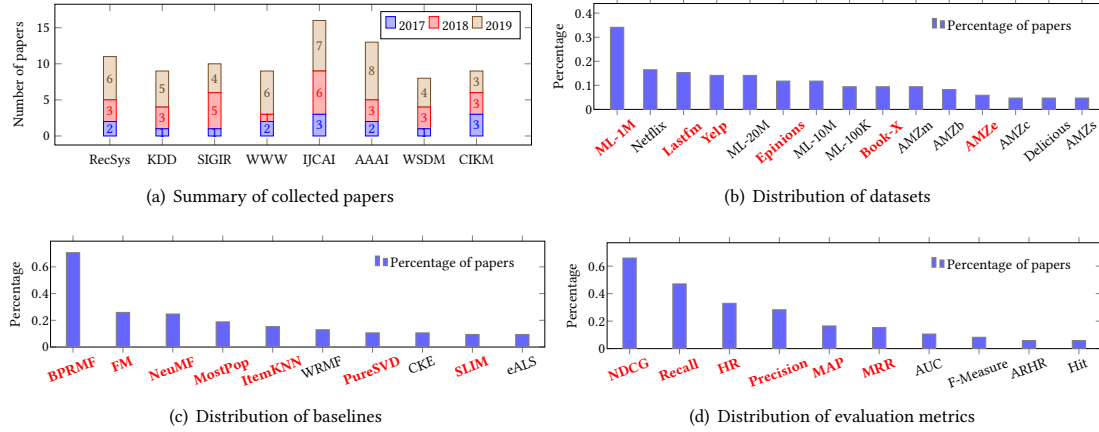 2017 2018 2019
Number of papers
15
10
5
0
6 5 4 6 7 8 4 3
3 3 5 1 6 3 3 3
2 1 1 2 3 2 1 3
RecSys KDD SIGIR WWW IJCAI AAAI WSDM CIKM
(a) Summary of collected papers
Percentage of papers
Percentage
0.4
0.3
0.2
0.1
0
ML-1M Netflix Lastfm Yelp ML-20M Epinions ML-10M ML-100K Book-X AMZm AMZb AMZe AMZc Delicious AMZs
(b) Distribution of datasets
Percentage of papers
Percentage
0.6
0.4
0.2
0
BPRMF FM NeuMF MostPop ItemKNN WRMF PureSVD CKE SLIM eALS
(c) Distribution of baselines
Percentage of papers
Percentage
0.6
0.4
0.2
0
NDCG Recall HR Precision MAP MRR AUC F-Measure ARHR Hit
(d) Distribution of evaluation metrics